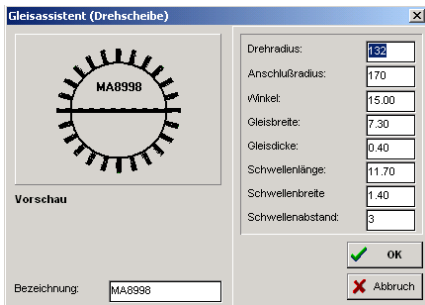 Gleisassistent (Drehscheibe)
MA8998
Vorschau
Bezeichnung: MA8998
Drehradius: 132
Anschlußradius: 170
Winkel: 15.00
Gleisbreite: 7.30
Gleisdicke: 0.40
Schwellenlänge: 11.70
Schwellenbreite 1.40
Schwellenabstand: 3
OK
Abbruch